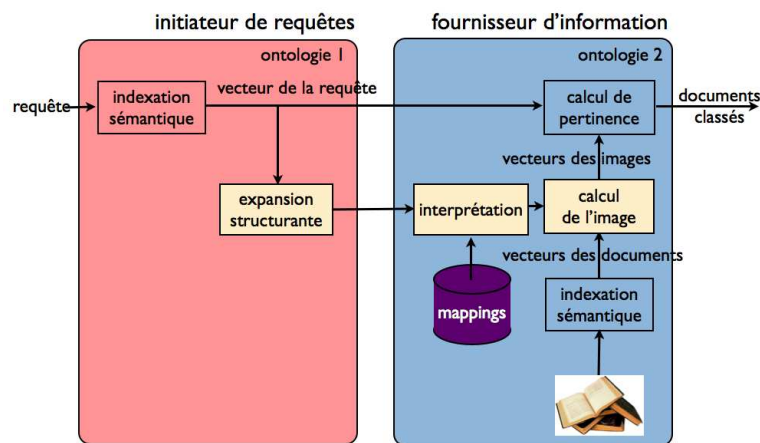 initiateur de requêtes
fournisseur d'information
ontologie 1
ontologie 2
requête
indexation
sémantique
vecteur de la requête
calcul de
pertinence
documents
classés
vecteurs des images
expansion
structurante
interprétation
calcul
de l'image
vecteurs des documents
mappings
indexation
sémantique